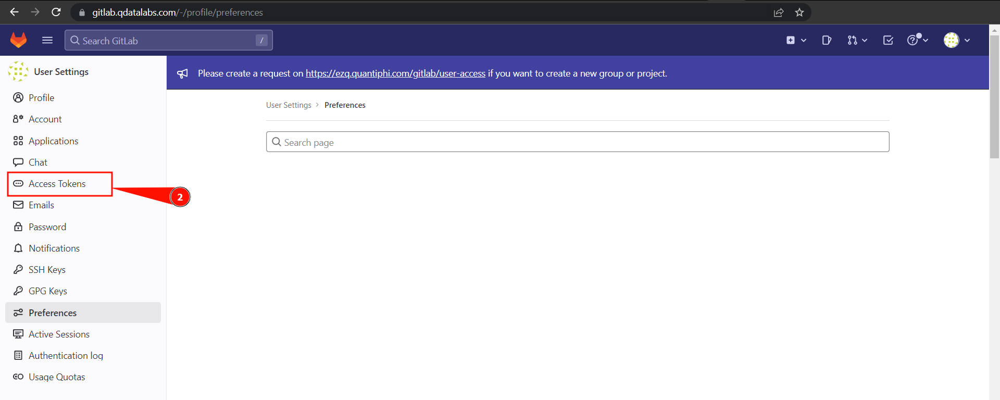 gitlab.qdatalabs.com/-/profile/preferences
Search GitLab
/
User Settings
Please create a request on https://ezq.quantiphi.com/gitlab/user-access if you want to create a new group or project.
Profile
User Settings > Preferences
Account
Applications
Search page
Chat
Access Tokens
2
Emails
Password
Notifications
SSH Keys
GPG Keys
Preferences
Active Sessions
Authentication log
Usage Quotas